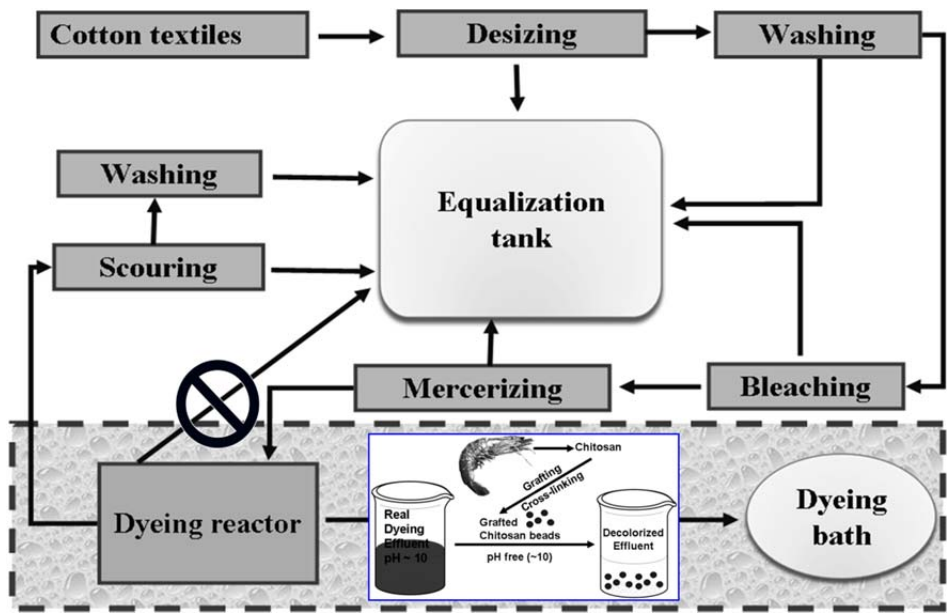 Cotton textiles
Desizing
Washing
Washing
Equalization
tank
Scouring
Mercerizing
Bleaching
Dyeing reactor
Real
Dyeing
Effluent
pH ~ 10
Chitosan
Grafting
Cross-linking
Grafted
Chitosan beads
pH free (~10)
Decolorized
Effluent
Dyeing
bath